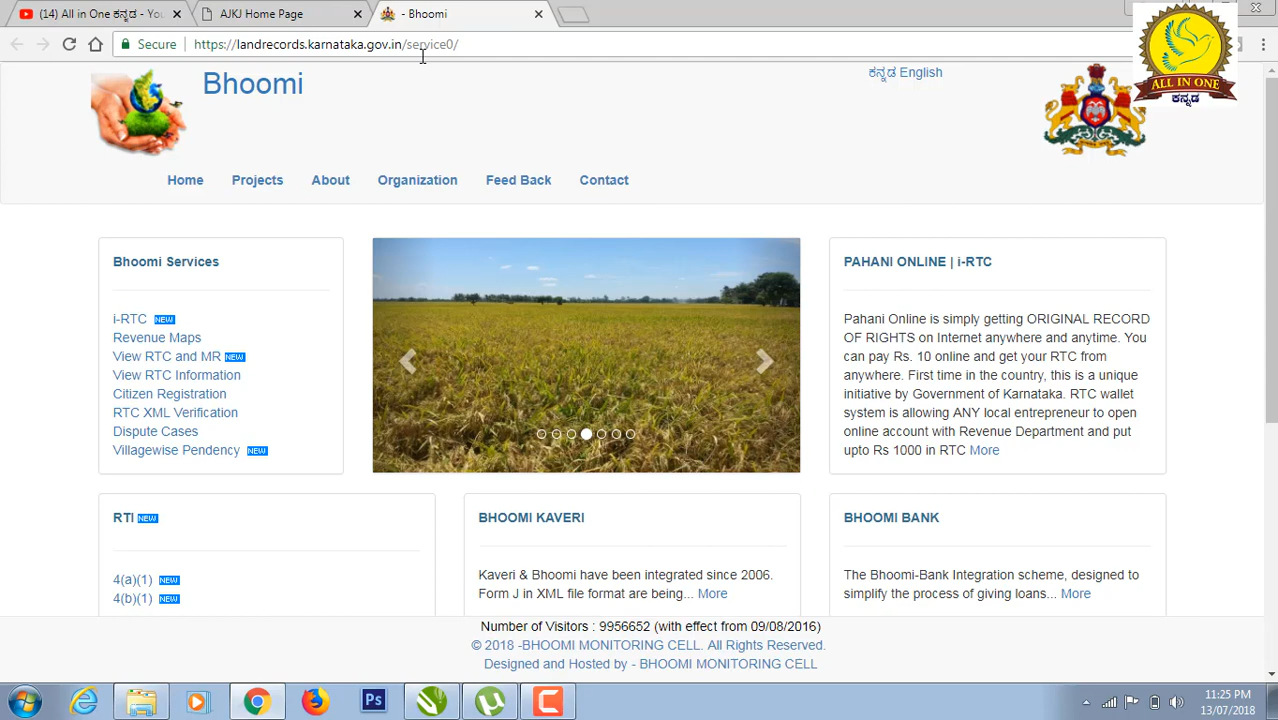 (14) All in One ಕನ್ನಡ - You
AJKJ Home Page
- Bhoomi
Secure
https://landrecords.karnataka.gov.in/service0/
ALL IN ONE
ಕನ್ನಡ
Bhoomi
ಕನ್ನಡ English
Home Projects About Organization Feed Back Contact
Bhoomi Services
i-RTC NEW
Revenue Maps
View RTC and MR NEW
View RTC Information
Citizen Registration
RTC XML Verification
Dispute Cases
Villagewise Pendency NEW
PAHANI ONLINE | i-RTC
Pahani Online is simply getting ORIGINAL RECORD
OF RIGHTS on Internet anywhere and anytime. You
can pay Rs. 10 online and get your RTC from
anywhere. First time in the country, this is a unique
initiative by Government of Karnataka. RTC wallet
system is allowing ANY local entrepreneur to open
online account with Revenue Department and put
upto Rs 1000 in RTC More
RTI NEW
4(a)(1) NEW
4(b)(1) NEW
BHOOMI KAVERI
Kaveri & Bhoomi have been integrated since 2006.
Form J in XML file format are being... More
BHOOMI BANK
The Bhoomi-Bank Integration scheme, designed to
simplify the process of giving loans... More
Number of Visitors : 9956652 (with effect from 09/08/2016)
© 2018 -BHOOMI MONITORING CELL. All Rights Reserved.
Designed and Hosted by - BHOOMI MONITORING CELL
Ps
11:25 PM
13/07/2018